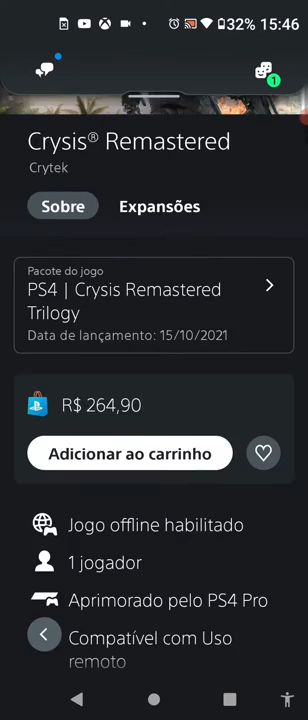 32% 15:46
1
Crysis® Remastered
Crytek
Sobre Expansões
Pacote do jogo
PS4 | Crysis Remastered
Trilogy
Data de lançamento: 15/10/2021
R$ 264,90
Adicionar ao carrinho
Jogo offline habilitado
1 jogador
Aprimorado pelo PS4 Pro
Compatível com Uso
remoto